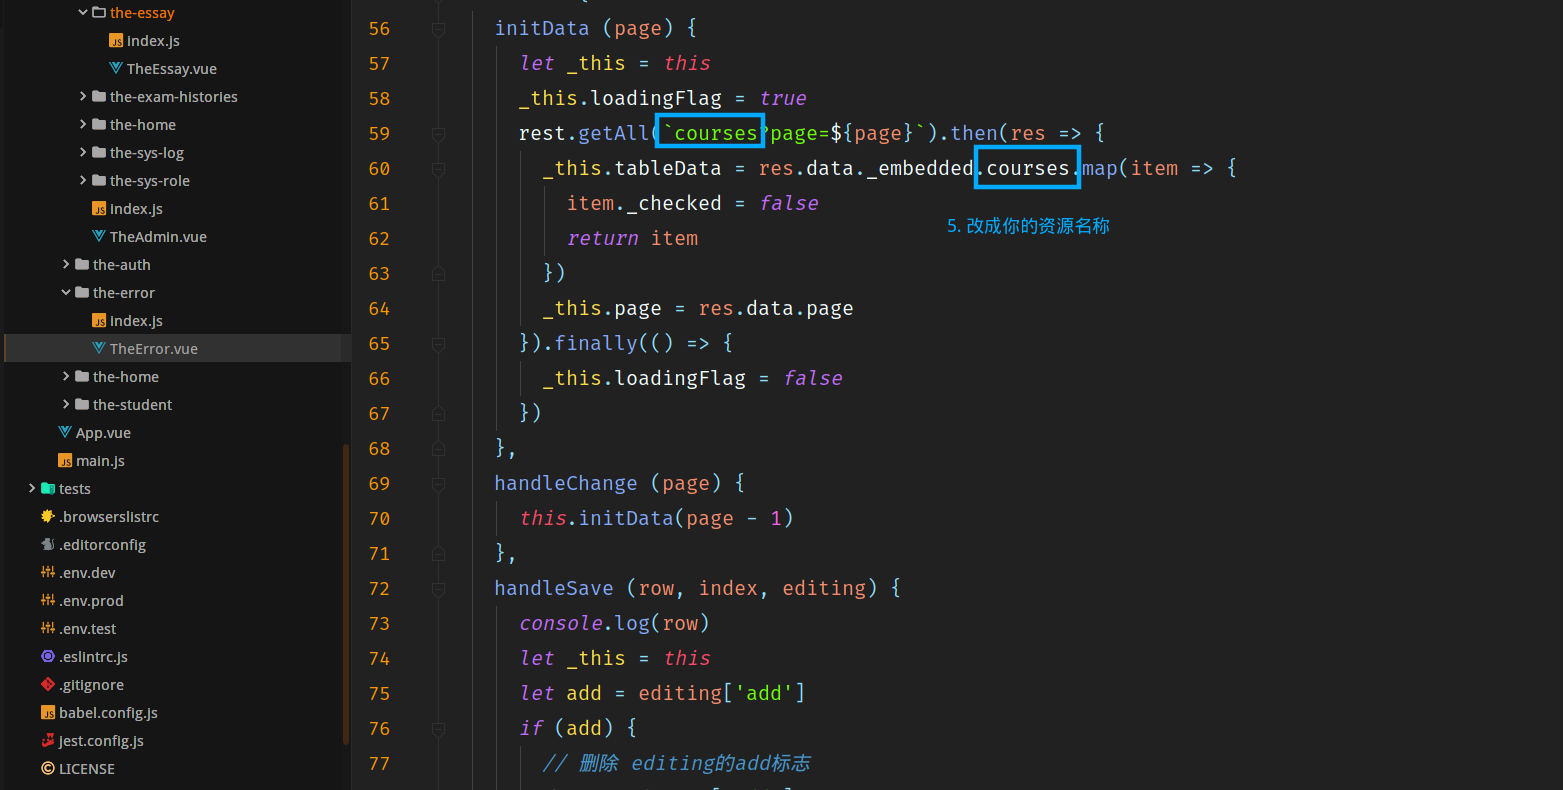 the-essay
index.js
TheEssay.vue
the-exam-histories
the-home
the-sys-log
the-sys-role
index.js
TheAdmin.vue
the-auth
the-error
index.js
TheError.vue
the-home
the-student
App.vue
main.js
tests
.browserslistrc
.editorconfig
.env.dev
.env.prod
.env.test
.eslintrc.js
.gitignore
babel.config.js
jest.config.js
LICENSE
56 initData (page) {
57 let _this = this
58 _this.loadingFlag = true
59 rest.getAll(`courses?page=${page}`).then(res => {
60 _this.tableData = res.data._embedded.courses.map(item => {
61 item._checked = false
62 return item
5. 改成你的资源名称
63 })
64 _this.page = res.data.page
65 }).finally(() => {
66 _this.loadingFlag = false
67 })
68 },
69 handleChange (page) {
70 this.initData(page - 1)
71 },
72 handleSave (row, index, editing) {
73 console.log(row)
74 let _this = this
75 let add = editing['add']
76 if (add) {
77 // 删除 editing的add标志